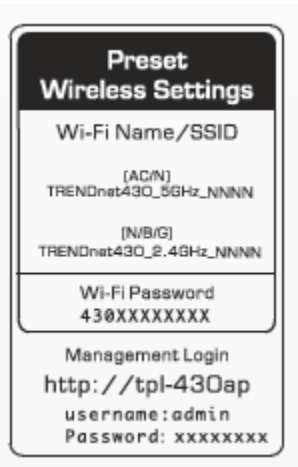 Preset
Wireless Settings
Wi-Fi Name/SSID
[AC/N]
TRENDnet430_5GHz_NNNN
[N/B/G]
TRENDnet430_2.4GHz_NNNN
Wi-Fi Password
430XXXXXXXX
Management Login
http://tpl-430ap
username:admin
Password: xxxxxxxx